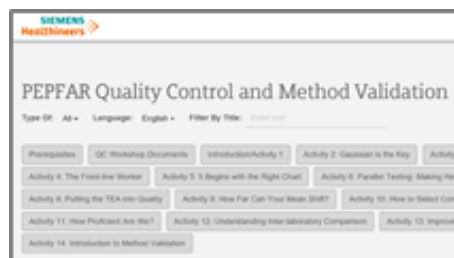 SIEMENS
Healthineers
PEPFAR Quality Control and Method Validation
Type Of: All Language: English Filter By Title: Enter text
Prerequisites QC Workshop Documents Introduction/Activity 1 Activity 2: Gaussian is the Key Activity
Activity 4: The Front-line Worker Activity 5: It Begins with the Right Chart Activity 6: Parallel Testing: Making
Activity 8: Putting the TEA into Quality Activity 9: How Far Can Your Mean Shift? Activity 10: How to Select
Activity 11: How Proficient Are We? Activity 12: Understanding Inter-laboratory Comparison Activity 13:
Activity 14: Introduction to Method Validation